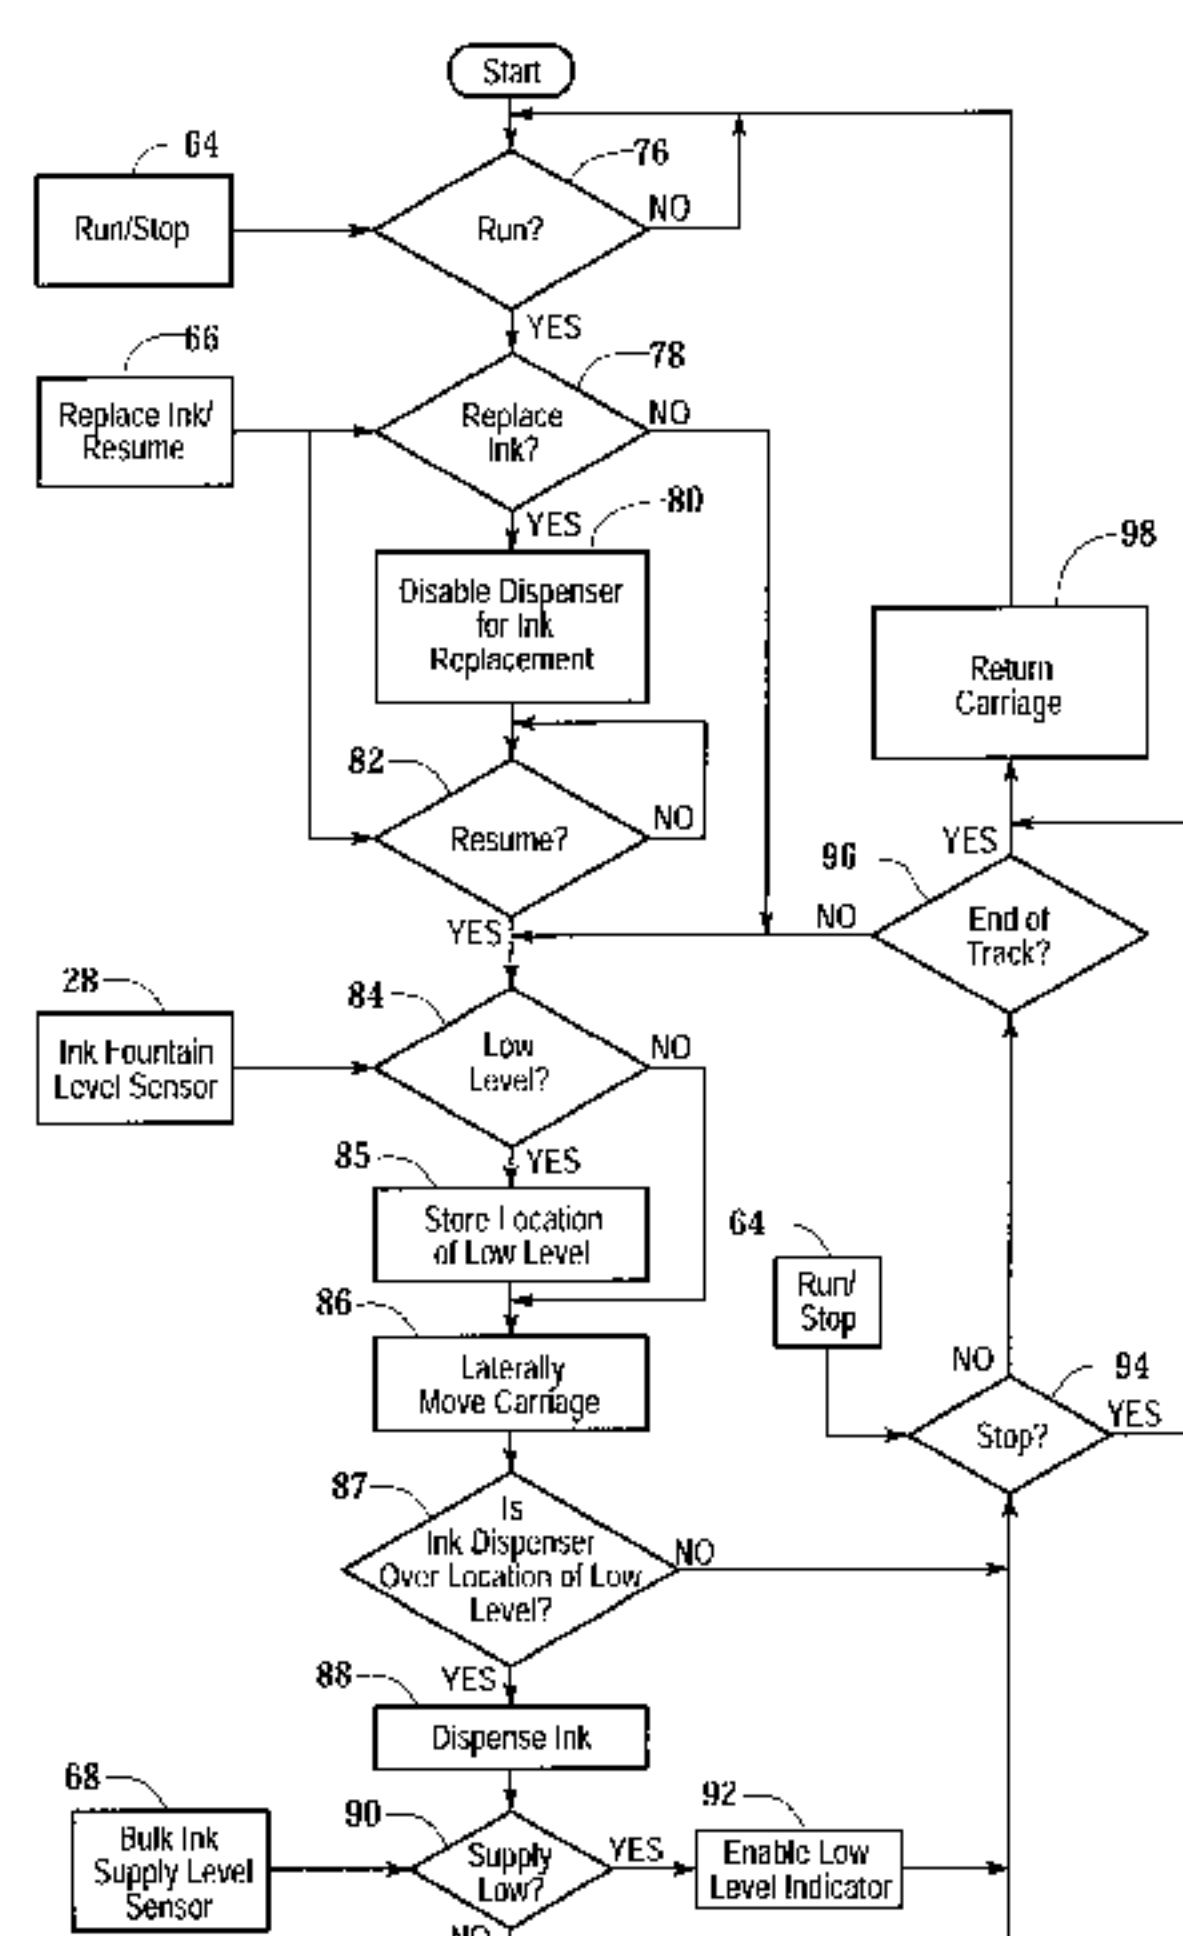 Start
64
76
Run/Stop
Run?
NO
YES
66
78
Replace Ink/
Resume
Replace
Ink?
NO
YES
80
Disable Dispenser
for Ink
Replacement
98
Return
Carriage
82
Resume?
NO
YES
96
YES
End of
Track?
NO
28
84
Ink Fountain
Level Sensor
Low
Level?
NO
YES
85
Store Location
of Low Level
64
Run/
Stop
86
Laterally
Move Carriage
NO
94
Stop?
YES
87
Is
Ink Dispenser
Over Location of Low
Level?
NO
YES
88
Dispense Ink
68
90
92
Bulk Ink
Supply Level
Sensor
Supply
Low?
YES
Enable Low
Level Indicator
NO